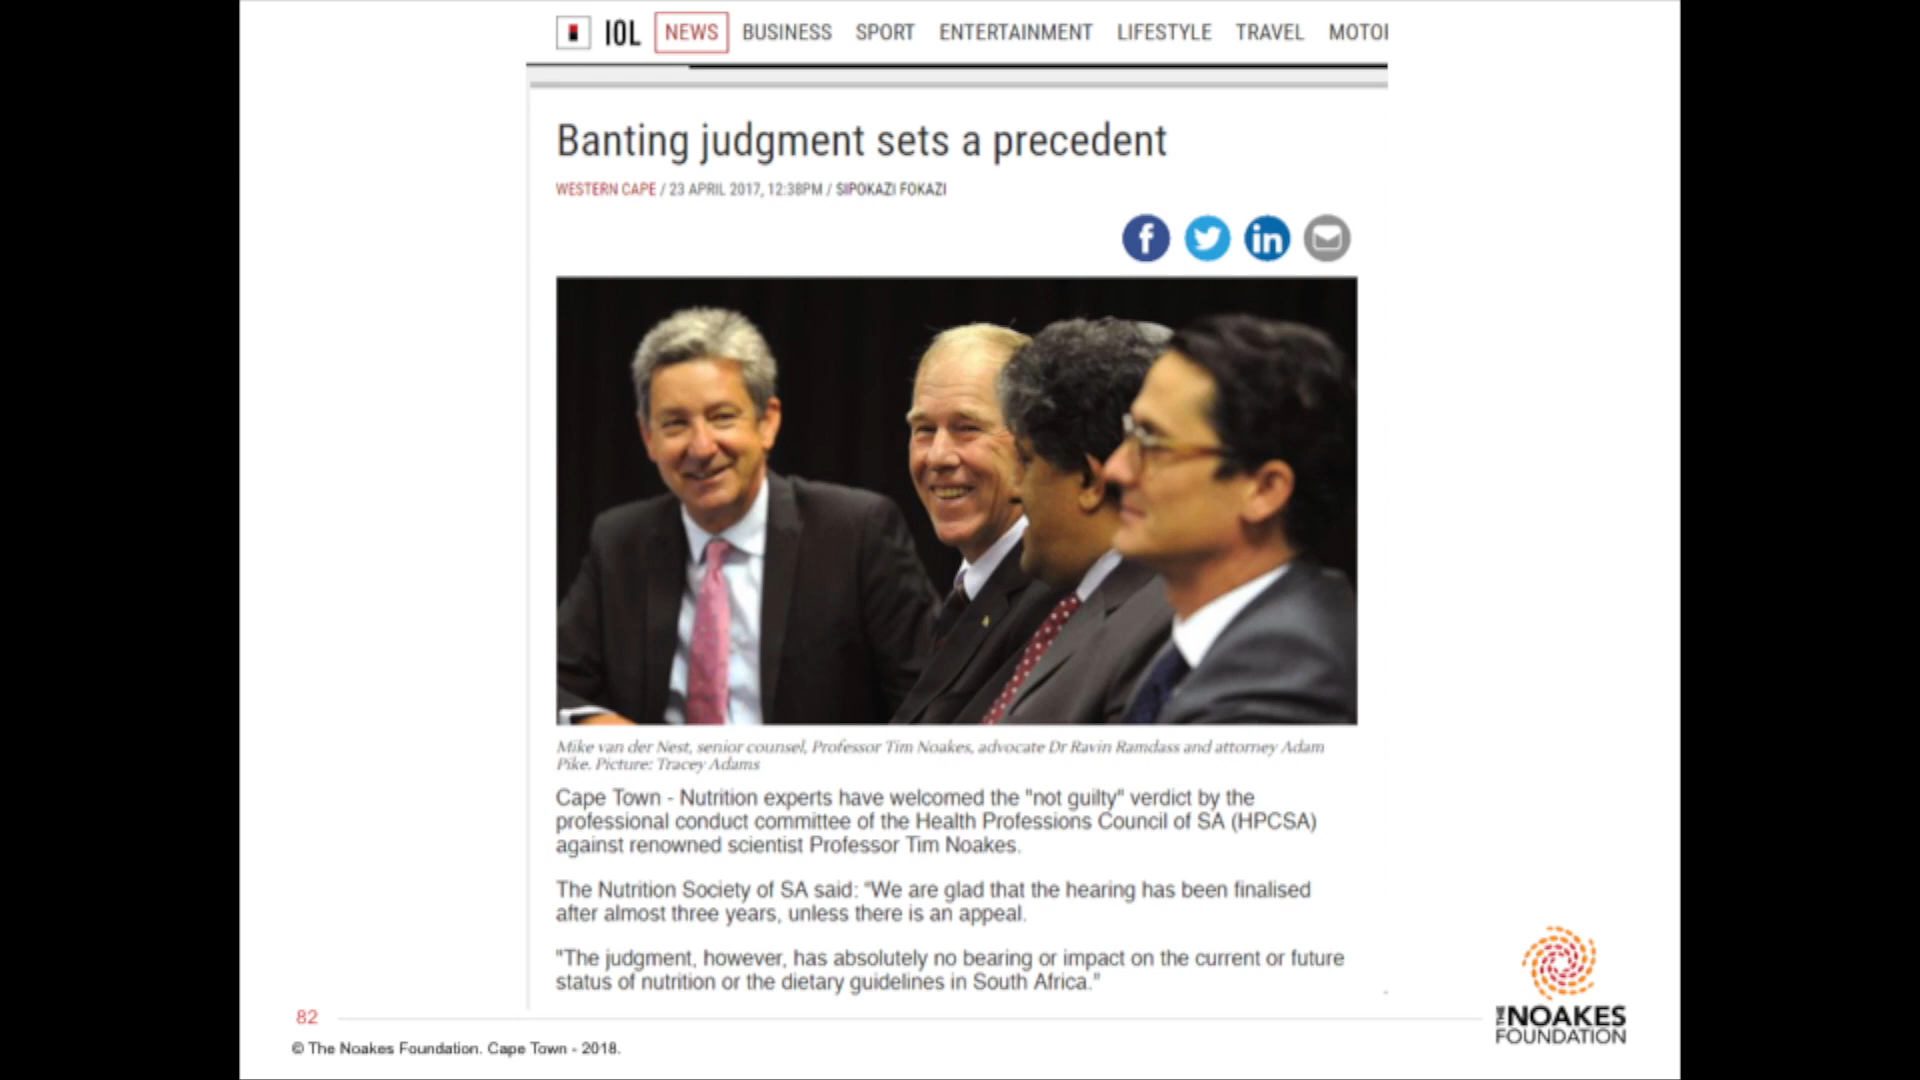 IOL NEWS BUSINESS SPORT ENTERTAINMENT LIFESTYLE TRAVEL MOTOI
Banting judgment sets a precedent
WESTERN CAPE / 23 APRIL 2017, 12:38PM / SIPOKAZI FOKAZI
f in
Mike van der Nest, senior counsel, Professor Tim Noakes, advocate Dr Ravin Ramdass and attorney Adam
Pike. Picture: Tracey Adams
Cape Town - Nutrition experts have welcomed the "not guilty" verdict by the
professional conduct committee of the Health Professions Council of SA (HPCSA)
against renowned scientist Professor Tim Noakes.
The Nutrition Society of SA said: "We are glad that the hearing has been finalised
after almost three years, unless there is an appeal.
"The judgment, however, has absolutely no bearing or impact on the current or future
status of nutrition or the dietary guidelines in South Africa."
82
© The Noakes Foundation. Cape Town - 2018.
THE NOAKES
FOUNDATION